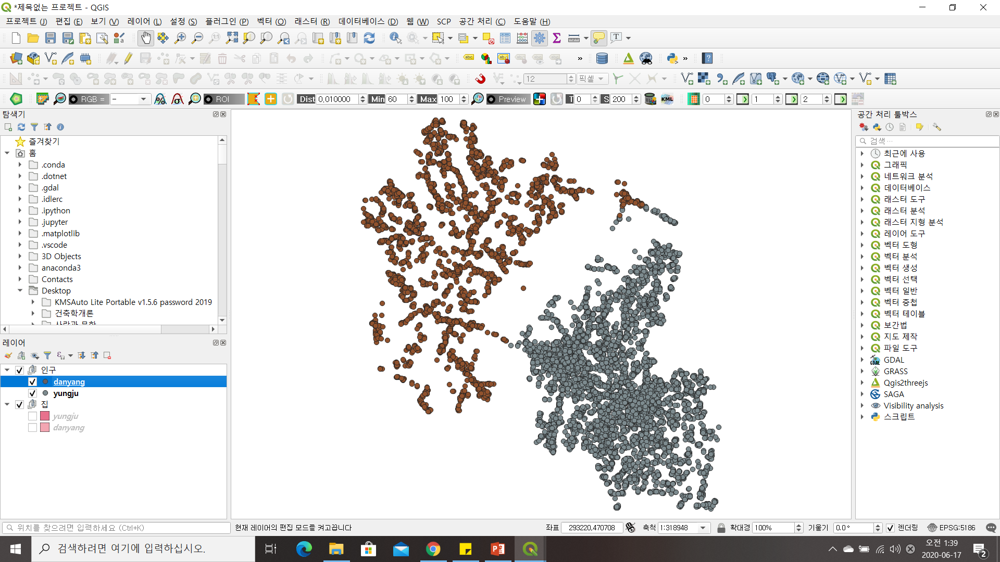 *제목없는 프로젝트 - QGIS
프로젝트 (J) 편집 (E) 보기 (V) 레이어 (L) 설정 (S) 플러그인 (P) 벡터 (O) 래스터 (R) 데이터베이스 (D) 웹 (W) SCP 공간 처리 (C) 도움말 (H)
12 픽셀
RGB = - ROI Dist 0,010000 Min 60 Max 100 Preview T 0 S 200 KML 0 1 2
탐색기
즐겨찾기
홈
.conda
.dotnet
.gdal
.idlerc
.ipython
.jupyter
.matplotlib
.vscode
3D Objects
anaconda3
Contacts
Desktop
KMSAuto Lite Portable v1.5.6 password 2019
건축학개론
레이어
인구
danyang
yungju
집
yungju
danyang
공간 처리 툴박스
검색…
최근에 사용
그래픽
네트워크 분석
데이터베이스
래스터 도구
래스터 분석
래스터 지형 분석
레이어 도구
벡터 도형
벡터 분석
벡터 생성
벡터 선택
벡터 일반
벡터 중첩
벡터 테이블
보간법
지도 제작
파일 도구
GDAL
GRASS
Qgis2threejs
SAGA
Visibility analysis
스크립트
위치를 찾으려면 입력하세요 (Ctrl+K) 현재 레이어의 편집 모드를 켜고끕니다 좌표 293220,470708 축척 1:318948 확대경 100% 기울기 0.0 ° 렌더링 EPSG:5186
검색하려면 여기에 입력하십시오.
오전 1:39
2020-06-17
2